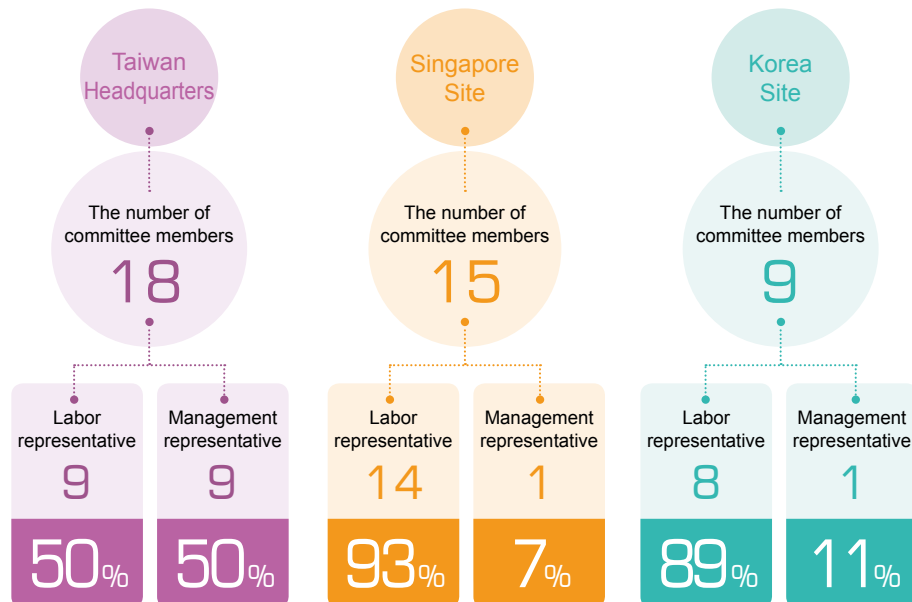 Taiwan
Headquarters
The number of
committee members
18
Labor
representative
9
50%
Management
representative
9
50%
Singapore
Site
The number of
committee members
15
Labor
representative
14
93%
Management
representative
1
7%
Korea
Site
The number of
committee members
9
Labor
representative
8
89%
Management
representative
1
11%